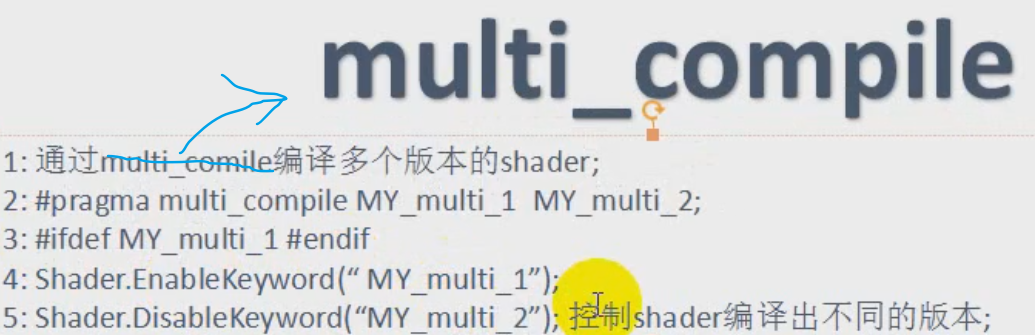 multi_compile
1: 通过multi_comile编译多个版本的shader;
2: #pragma multi_compile MY_multi_1 MY_multi_2;
3: #ifdef MY_multi_1 #endif
4: Shader.EnableKeyword(“ MY_multi_1”);
5: Shader.DisableKeyword(“MY_multi_2”); 控制shader编译出不同的版本;